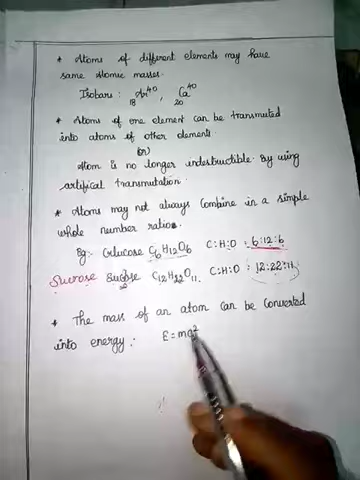 * Atoms of different elements may have
same atomic masses.
Isobars: ₁₈Ar⁴⁰, ₂₀Ca⁴⁰
* Atoms of one element can be transmuted
into atoms of other elements.
(or)
Atom is no longer indestructible. By using
artifical transmutation.
* Atoms may not always combine in a simple
whole number ratio.
Eg: Glucose C₆H₁₂O₆ C:H:O : 6:12:6
Sucrose Sucose C₁₂H₂₂O₁₁. C:H:O : 12:22:11
* The mass of an atom can be converted
into energy. E=mc²